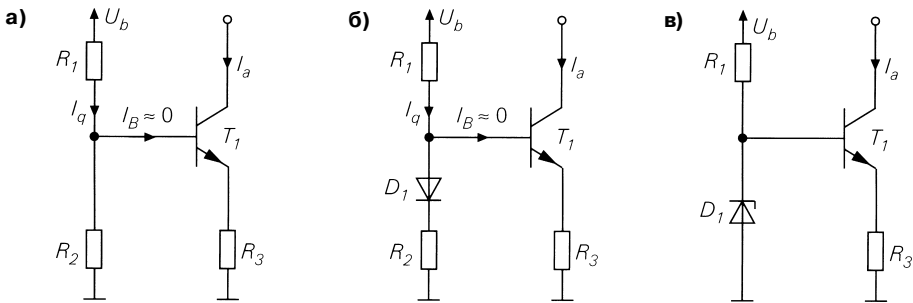 а)
U_b
R_1
I_a
I_q
I_B ≈ 0
T_1
R_2
R_3
б)
U_b
R_1
I_a
I_q
I_B ≈ 0
T_1
D_1
R_2
R_3
в)
U_b
R_1
I_a
T_1
D_1
R_3